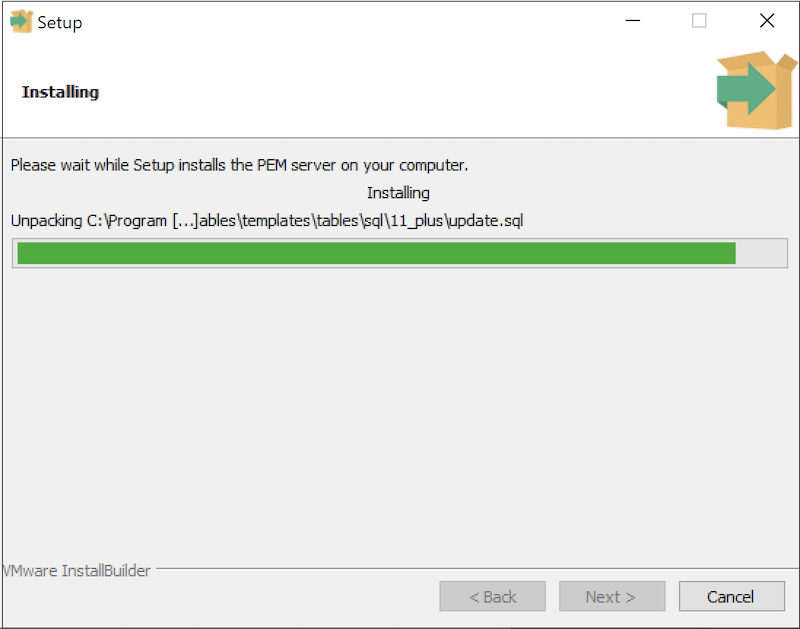 Setup
Installing
Please wait while Setup installs the PEM server on your computer.
Installing
Unpacking C:\Program [...]ables\templates\tables\sql\11_plus\update.sql
VMware InstallBuilder
< Back
Next >
Cancel